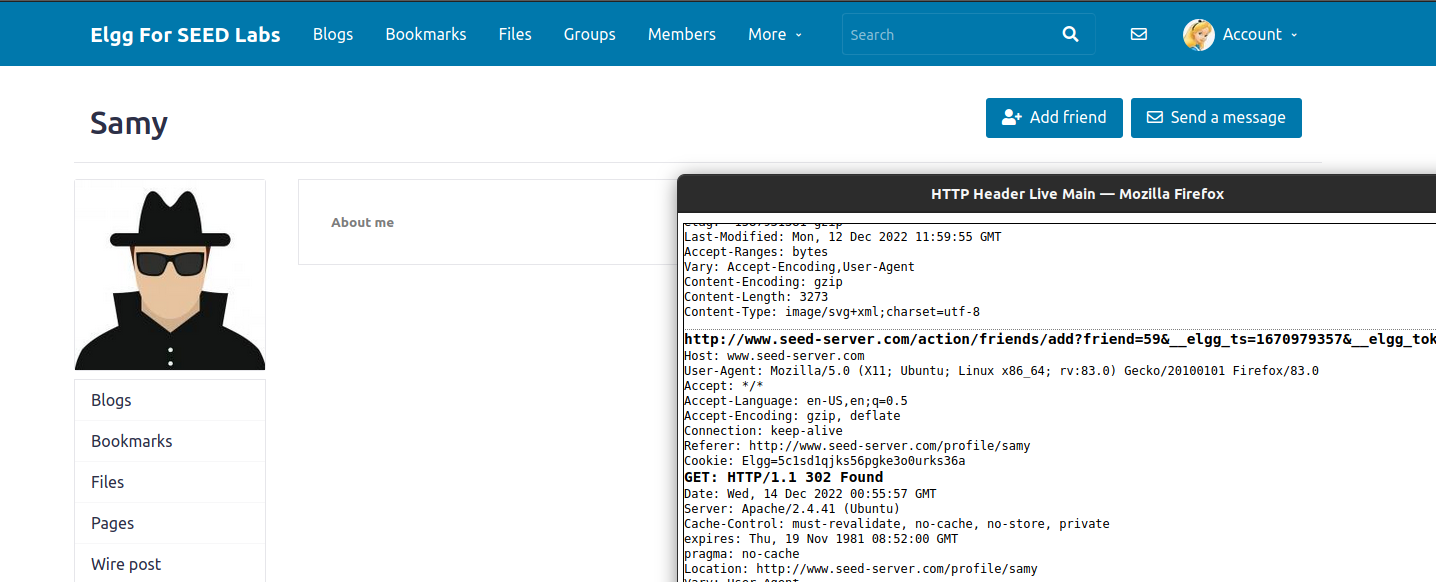 Elgg For SEED Labs Blogs Bookmarks Files Groups Members More Search Account
Samy
Add friend Send a message
About me
Blogs
Bookmarks
Files
Pages
Wire post
HTTP Header Live Main — Mozilla Firefox
Last-Modified: Mon, 12 Dec 2022 11:59:55 GMT
Accept-Ranges: bytes
Vary: Accept-Encoding,User-Agent
Content-Encoding: gzip
Content-Length: 3273
Content-Type: image/svg+xml;charset=utf-8
http://www.seed-server.com/action/friends/add?friend=59&__elgg_ts=1670979357&__elgg_tok
Host: www.seed-server.com
User-Agent: Mozilla/5.0 (X11; Ubuntu; Linux x86_64; rv:83.0) Gecko/20100101 Firefox/83.0
Accept: */*
Accept-Language: en-US,en;q=0.5
Accept-Encoding: gzip, deflate
Connection: keep-alive
Referer: http://www.seed-server.com/profile/samy
Cookie: Elgg=5c1sd1qjks56pgke3o0urks36a
GET: HTTP/1.1 302 Found
Date: Wed, 14 Dec 2022 00:55:57 GMT
Server: Apache/2.4.41 (Ubuntu)
Cache-Control: must-revalidate, no-cache, no-store, private
expires: Thu, 19 Nov 1981 08:52:00 GMT
pragma: no-cache
Location: http://www.seed-server.com/profile/samy
Vary: User-Agent